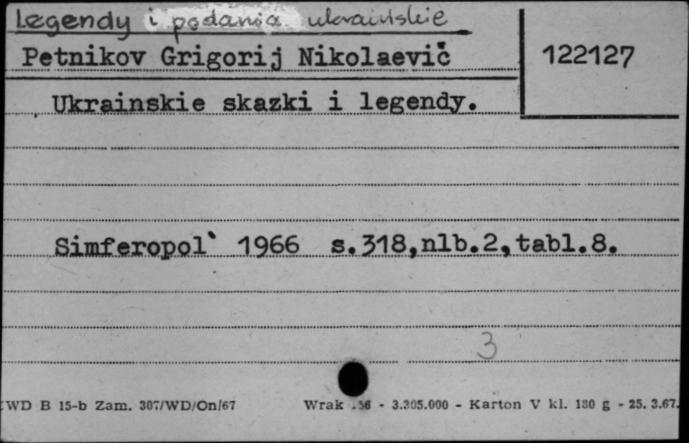 Legendy i podania ukraińskie
Petnikov Grigorij Nikolaevič
122127
Ukrainskie skazki i legendy.
Simferopol` 1966 s.318,nlb.2,tabl.8.
3
WD B 15-b Zam. 307/WD/On/67
Wrak 56 - 3.305.000 - Karton V kl. 180 g - 25. 3.67.